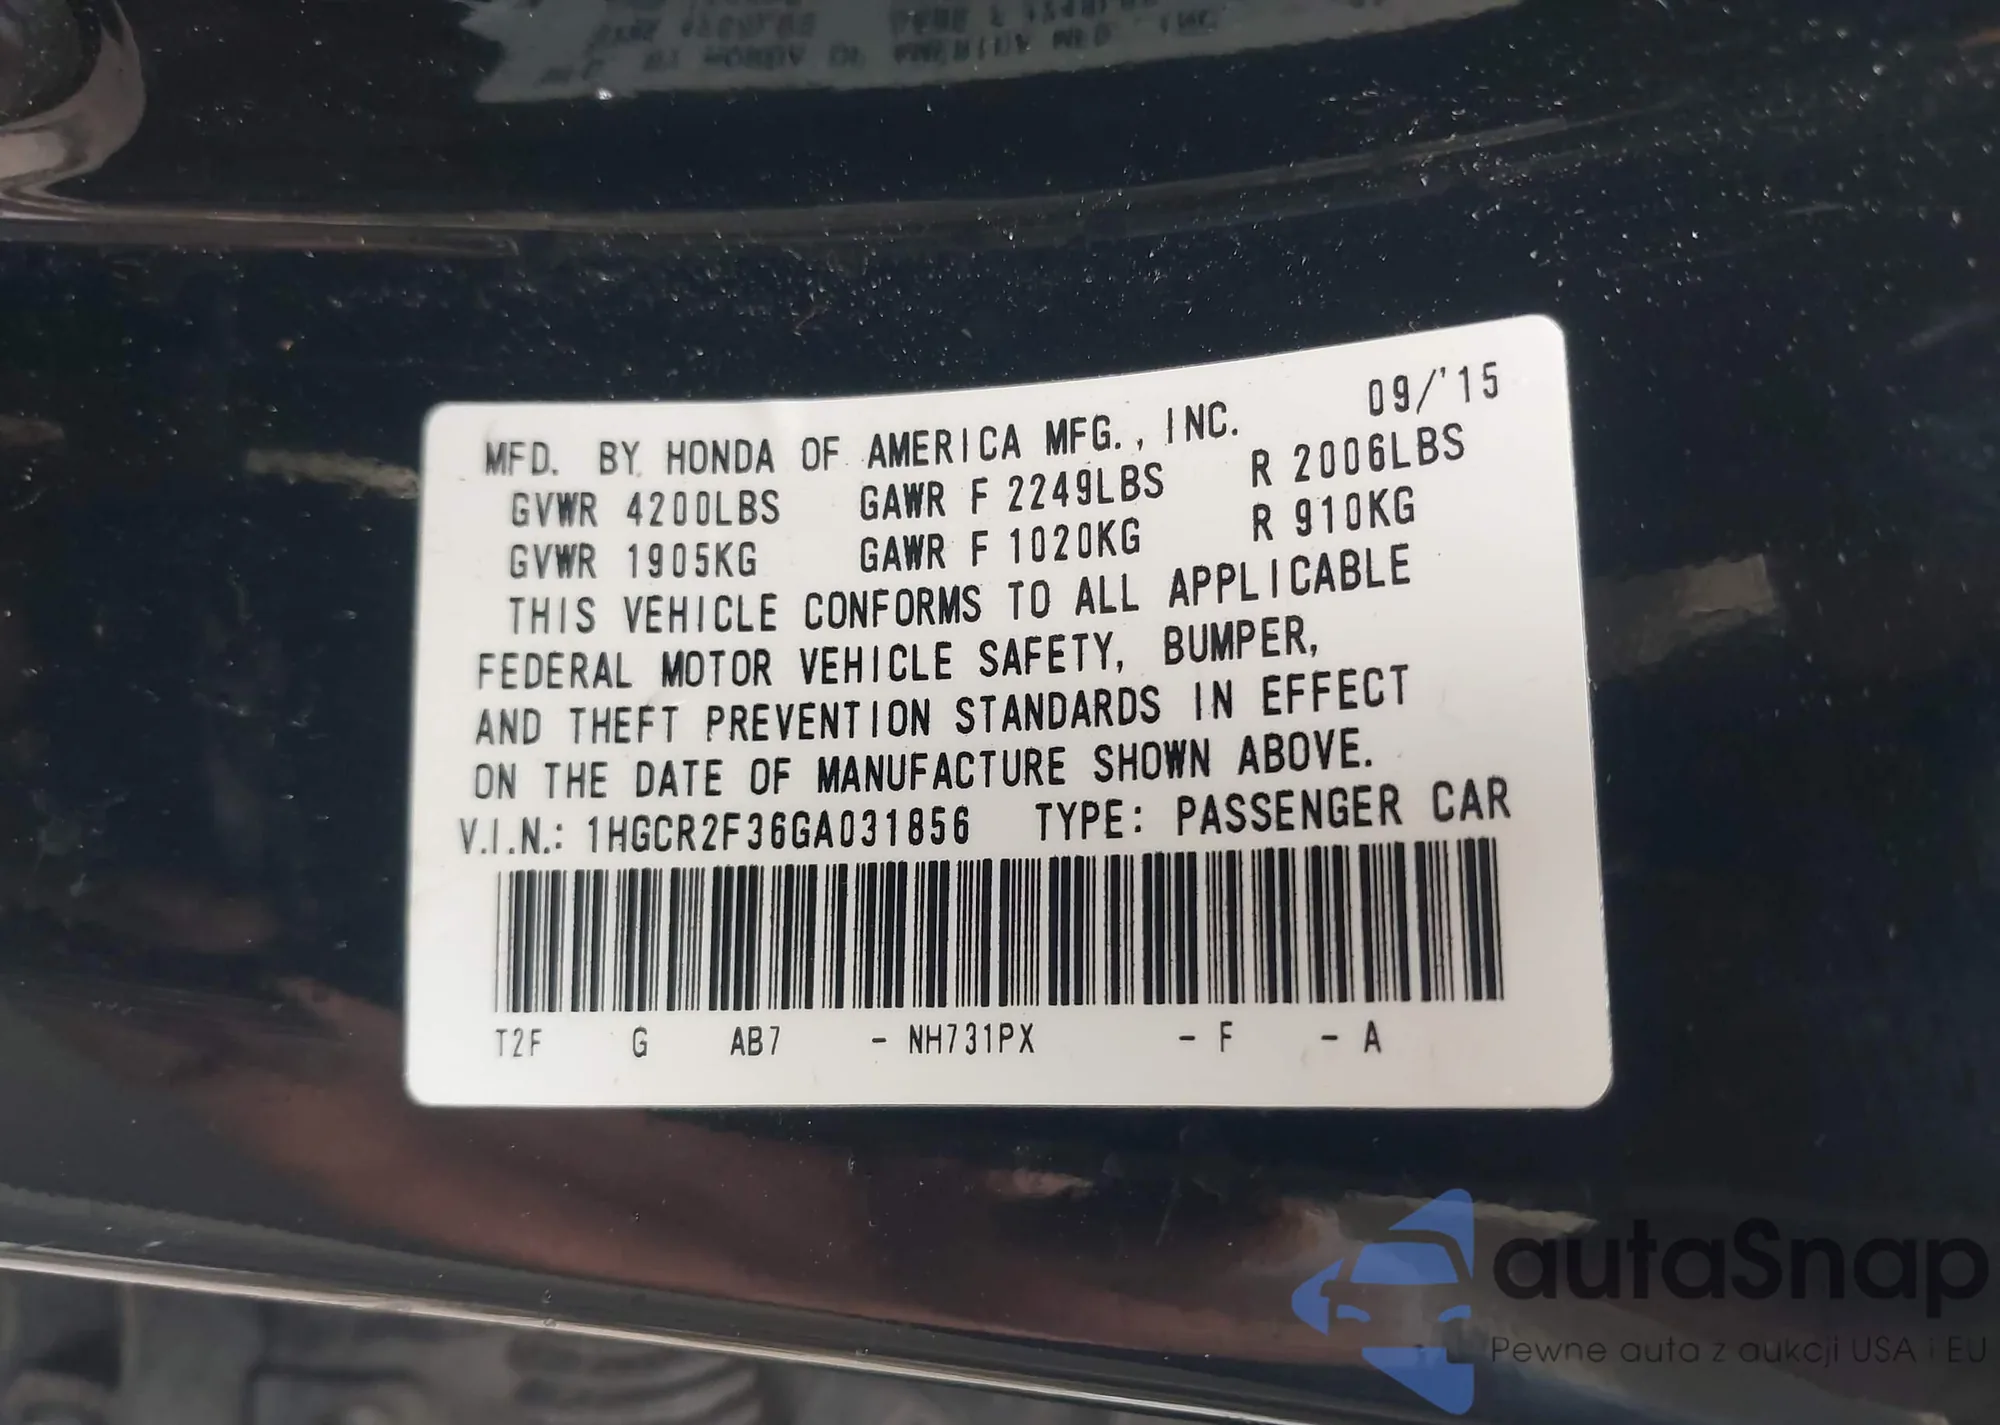 MFD. BY HONDA OF AMERICA MFG., INC. 09/'15
GVWR 4200LBS GAWR F 2249LBS R 2006LBS
GVWR 1905KG GAWR F 1020KG R 910KG
THIS VEHICLE CONFORMS TO ALL APPLICABLE
FEDERAL MOTOR VEHICLE SAFETY, BUMPER,
AND THEFT PREVENTION STANDARDS IN EFFECT
ON THE DATE OF MANUFACTURE SHOWN ABOVE.
V.I.N.: 1HGCR2F36GA031856 TYPE: PASSENGER CAR
T2F G AB7 - NH731PX - F - A
autaSnap
Pewne auta z aukcji USA i EU